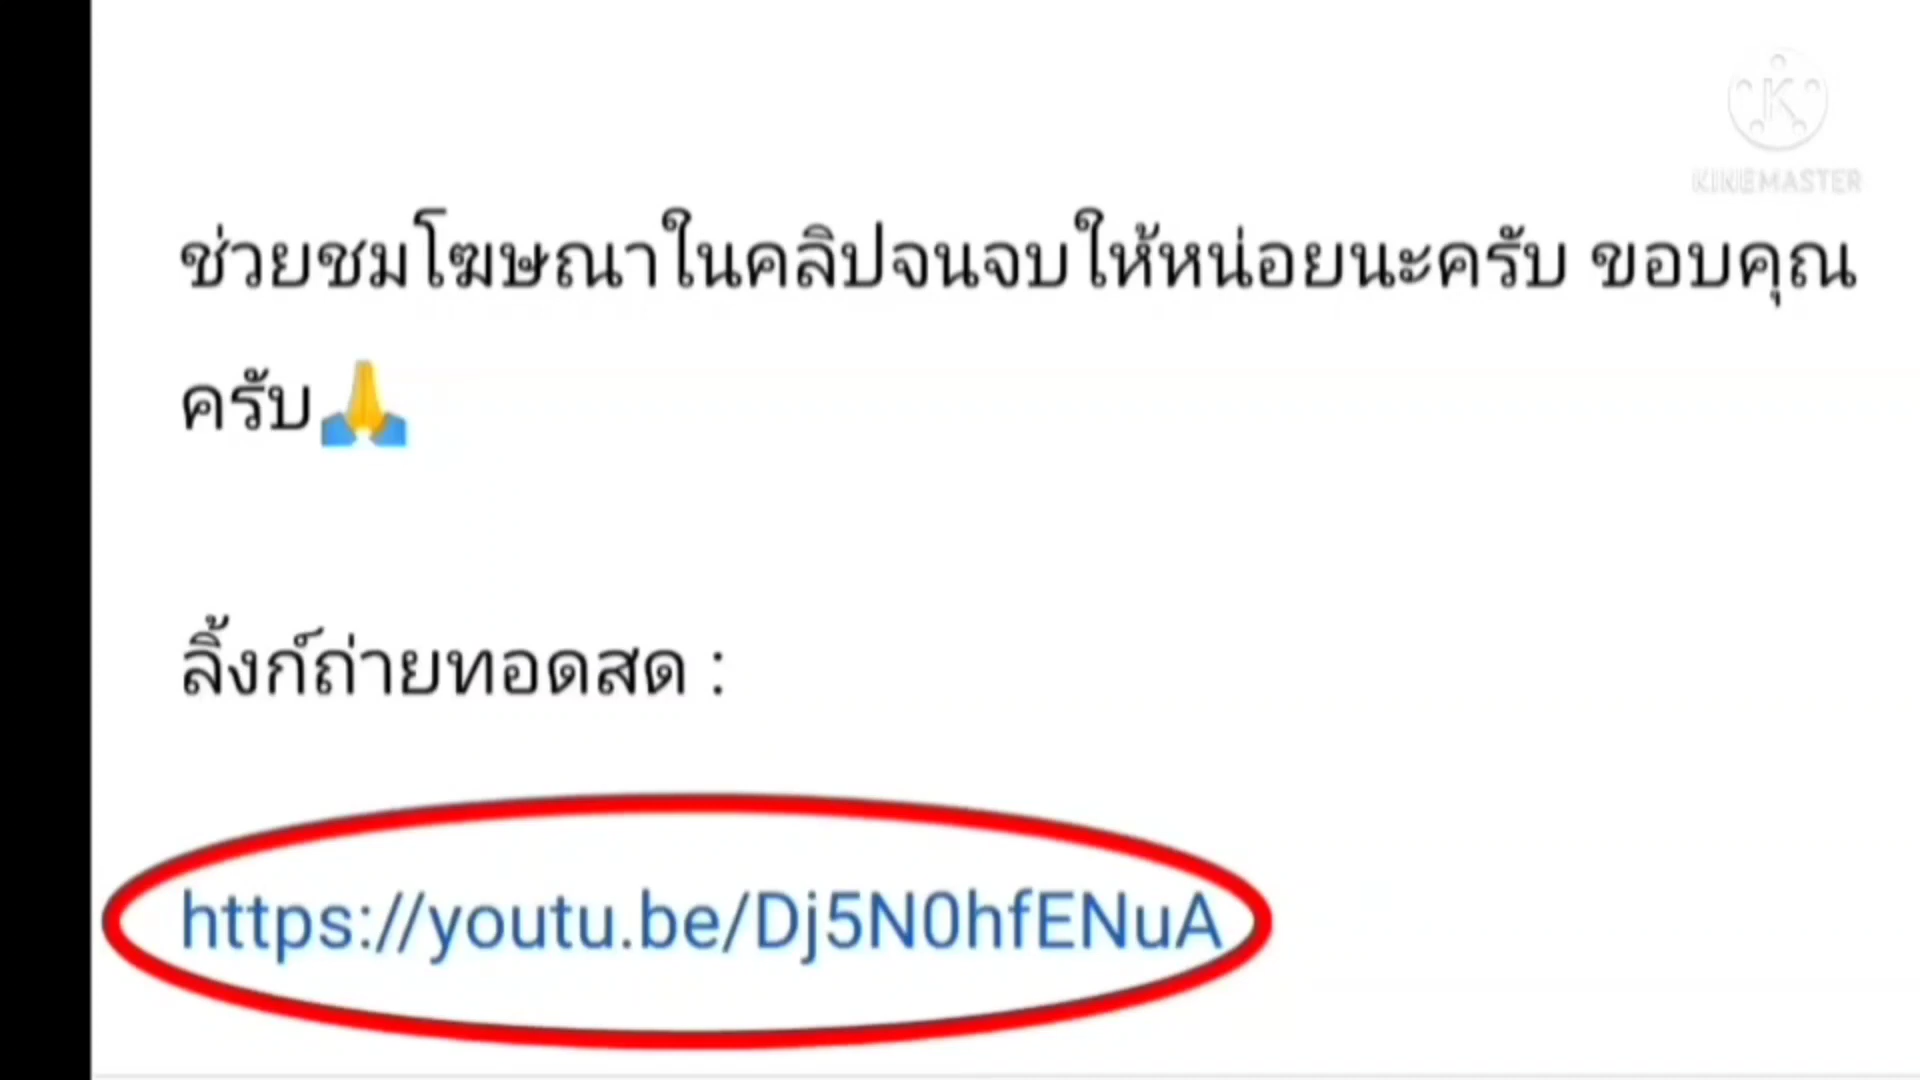 KINEMASTER
ช่วยชมโฆษณาในคลิปจนจบให้หน่อยนะครับ ขอบคุณ
ครับ🙏
ลิ้งก์ถ่ายทอดสด :
https://youtu.be/Dj5N0hfENuA